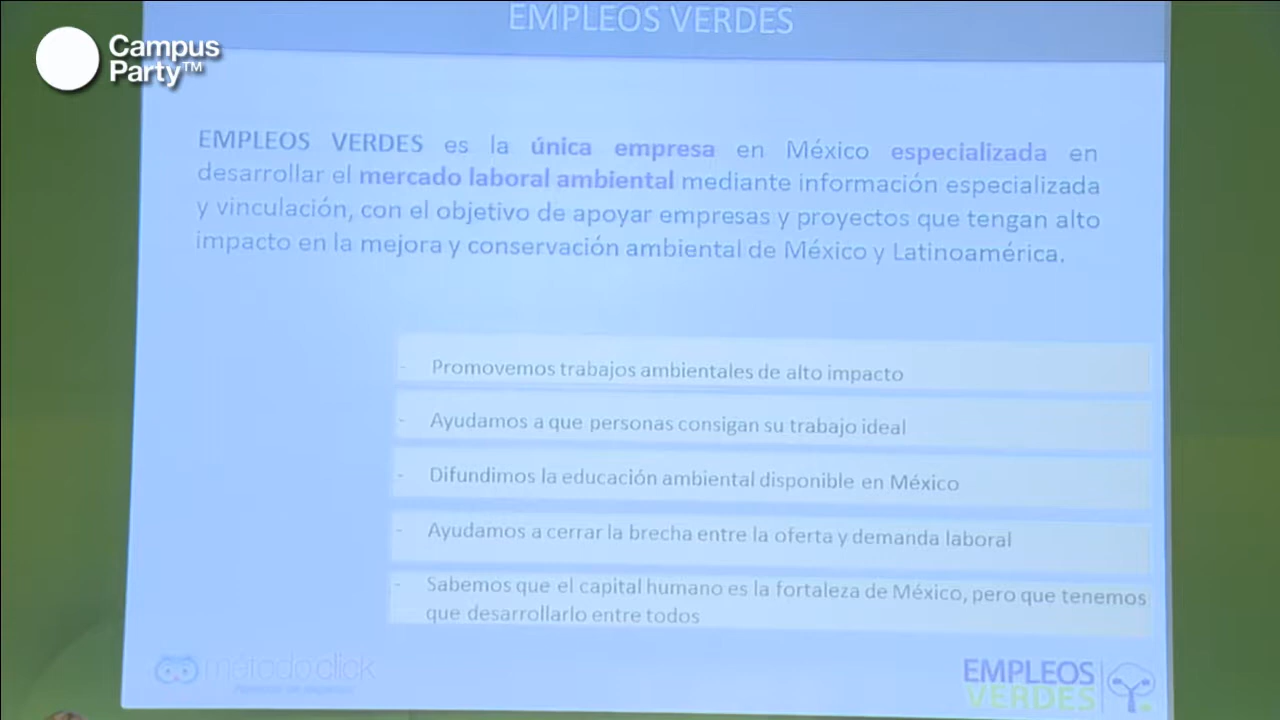 EMPLEOS VERDES
Campus
Party™
EMPLEOS VERDES es la única empresa en México especializada en
desarrollar el mercado laboral ambiental mediante información especializada
y vinculación, con el objetivo de apoyar empresas y proyectos que tengan alto
impacto en la mejora y conservación ambiental de México y Latinoamérica.
- Promovemos trabajos ambientales de alto impacto
- Ayudamos a que personas consigan su trabajo ideal
- Difundimos la educación ambiental disponible en México
- Ayudamos a cerrar la brecha entre la oferta y demanda laboral
- Sabemos que el capital humano es la fortaleza de México, pero que tenemos
que desarrollarlo entre todos
método click
EMPLEOS
VERDES